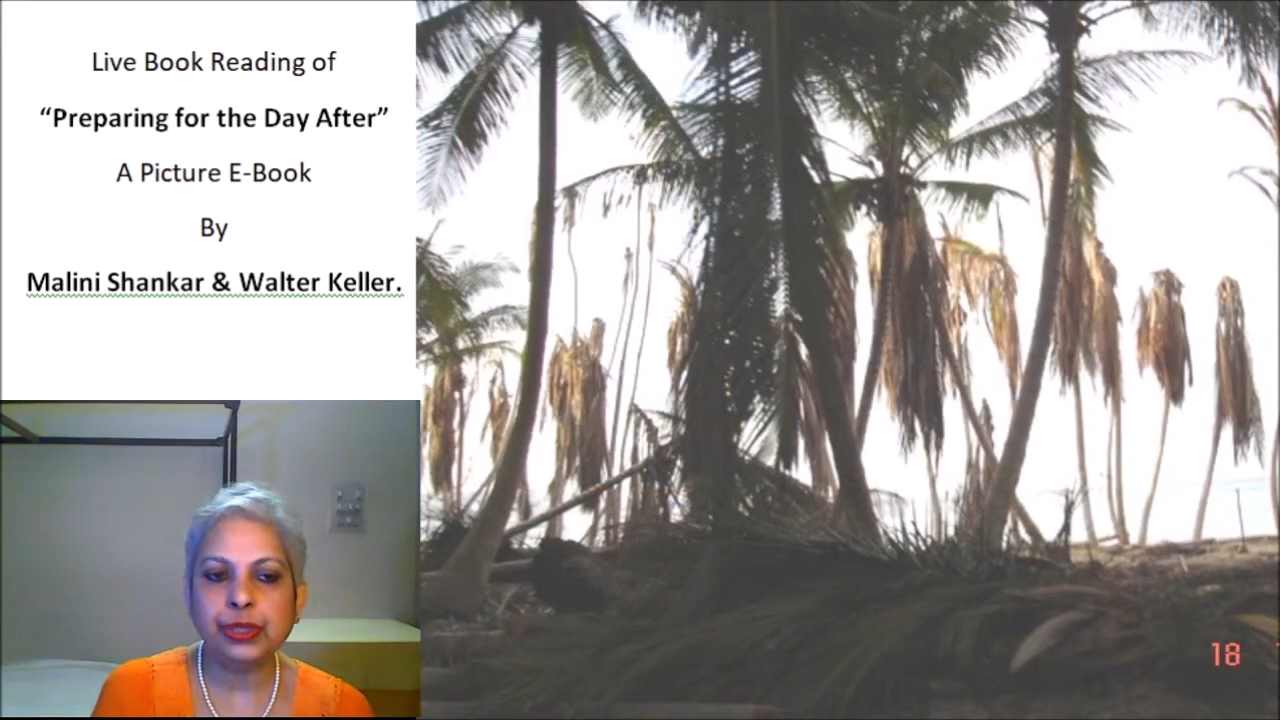 Live Book Reading of
“Preparing for the Day After”
A Picture E-Book
By
Malini Shankar & Walter Keller.
18